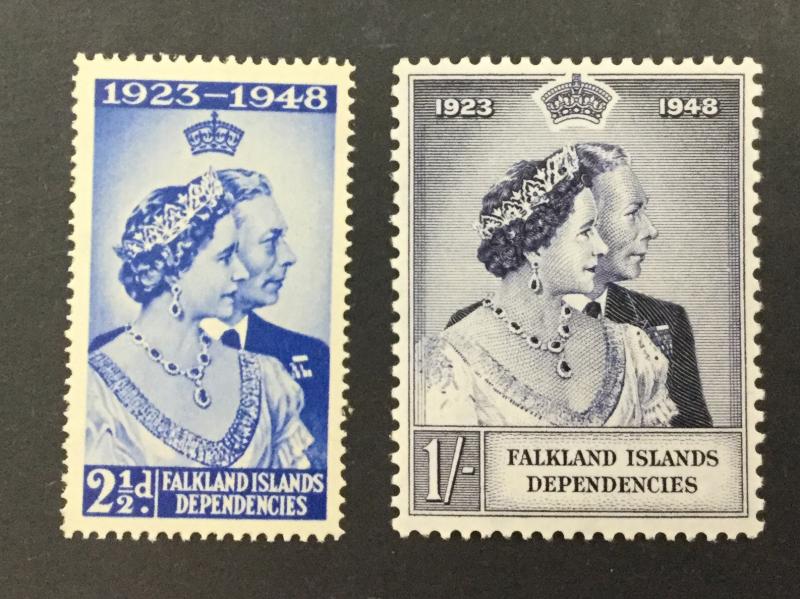 1923-1948
2½d.
FALKLAND ISLANDS
DEPENDENCIES
1923 1948
1/-
FALKLAND ISLANDS
DEPENDENCIES